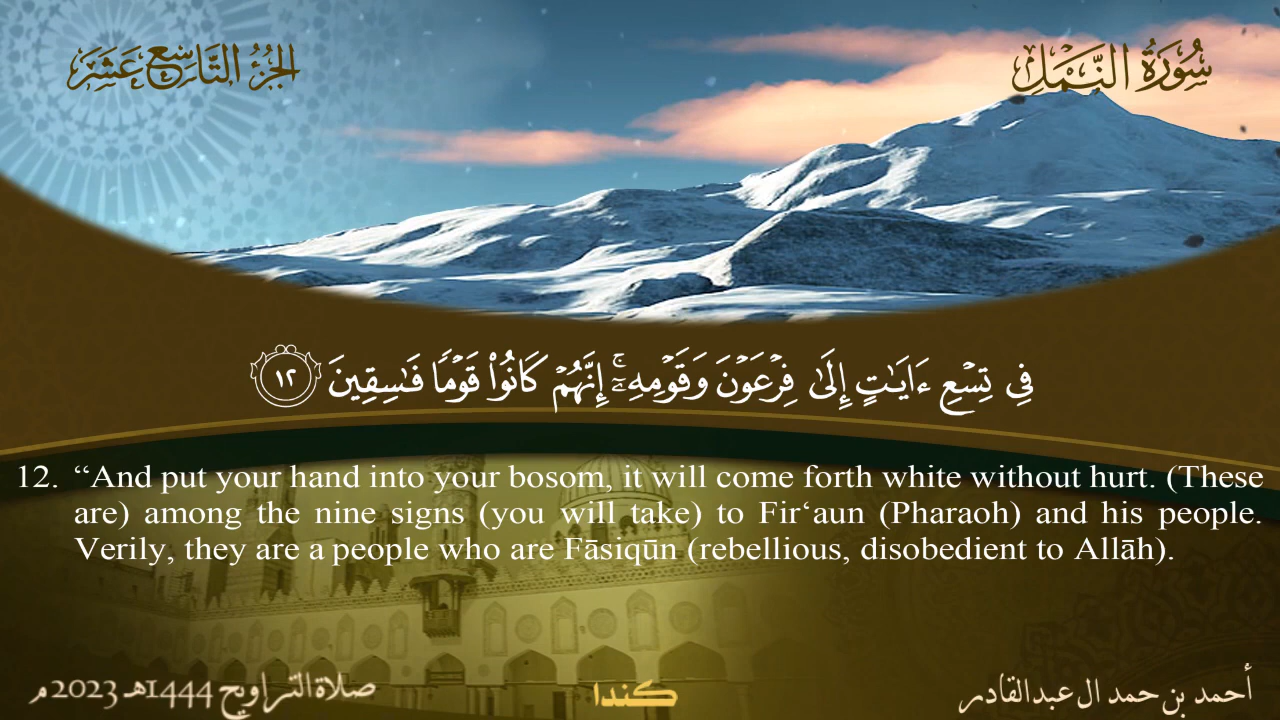 سُورَةُ النَّمْلِ
الجُزْءُ التَّاسِعَ عَشَرَ
فِي تِسْعِ ءَايَٰتٍ إِلَىٰ فِرْعَوْنَ وَقَوْمِهِۦٓۚ إِنَّهُمْ كَانُوا۟ قَوْمًا فَٰسِقِينَ ١٢
12. “And put your hand into your bosom, it will come forth white without hurt. (These
are) among the nine signs (you will take) to Fir‘aun (Pharaoh) and his people.
Verily, they are a people who are Fāsiqūn (rebellious, disobedient to Allāh).
أحمد بن حمد ال عبدالقادر
كندا
صلاة التراويح 1444هـ 2023م